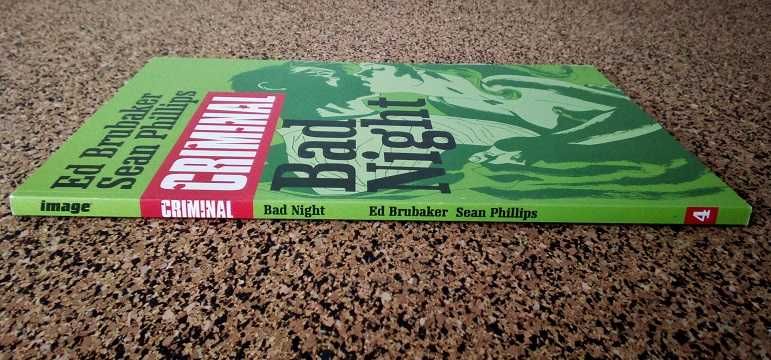 Ed Brubaker
Sean Phillips
CRIMINAL
Bad
Night
image
CRIMINAL
Bad Night
Ed Brubaker Sean Phillips
4